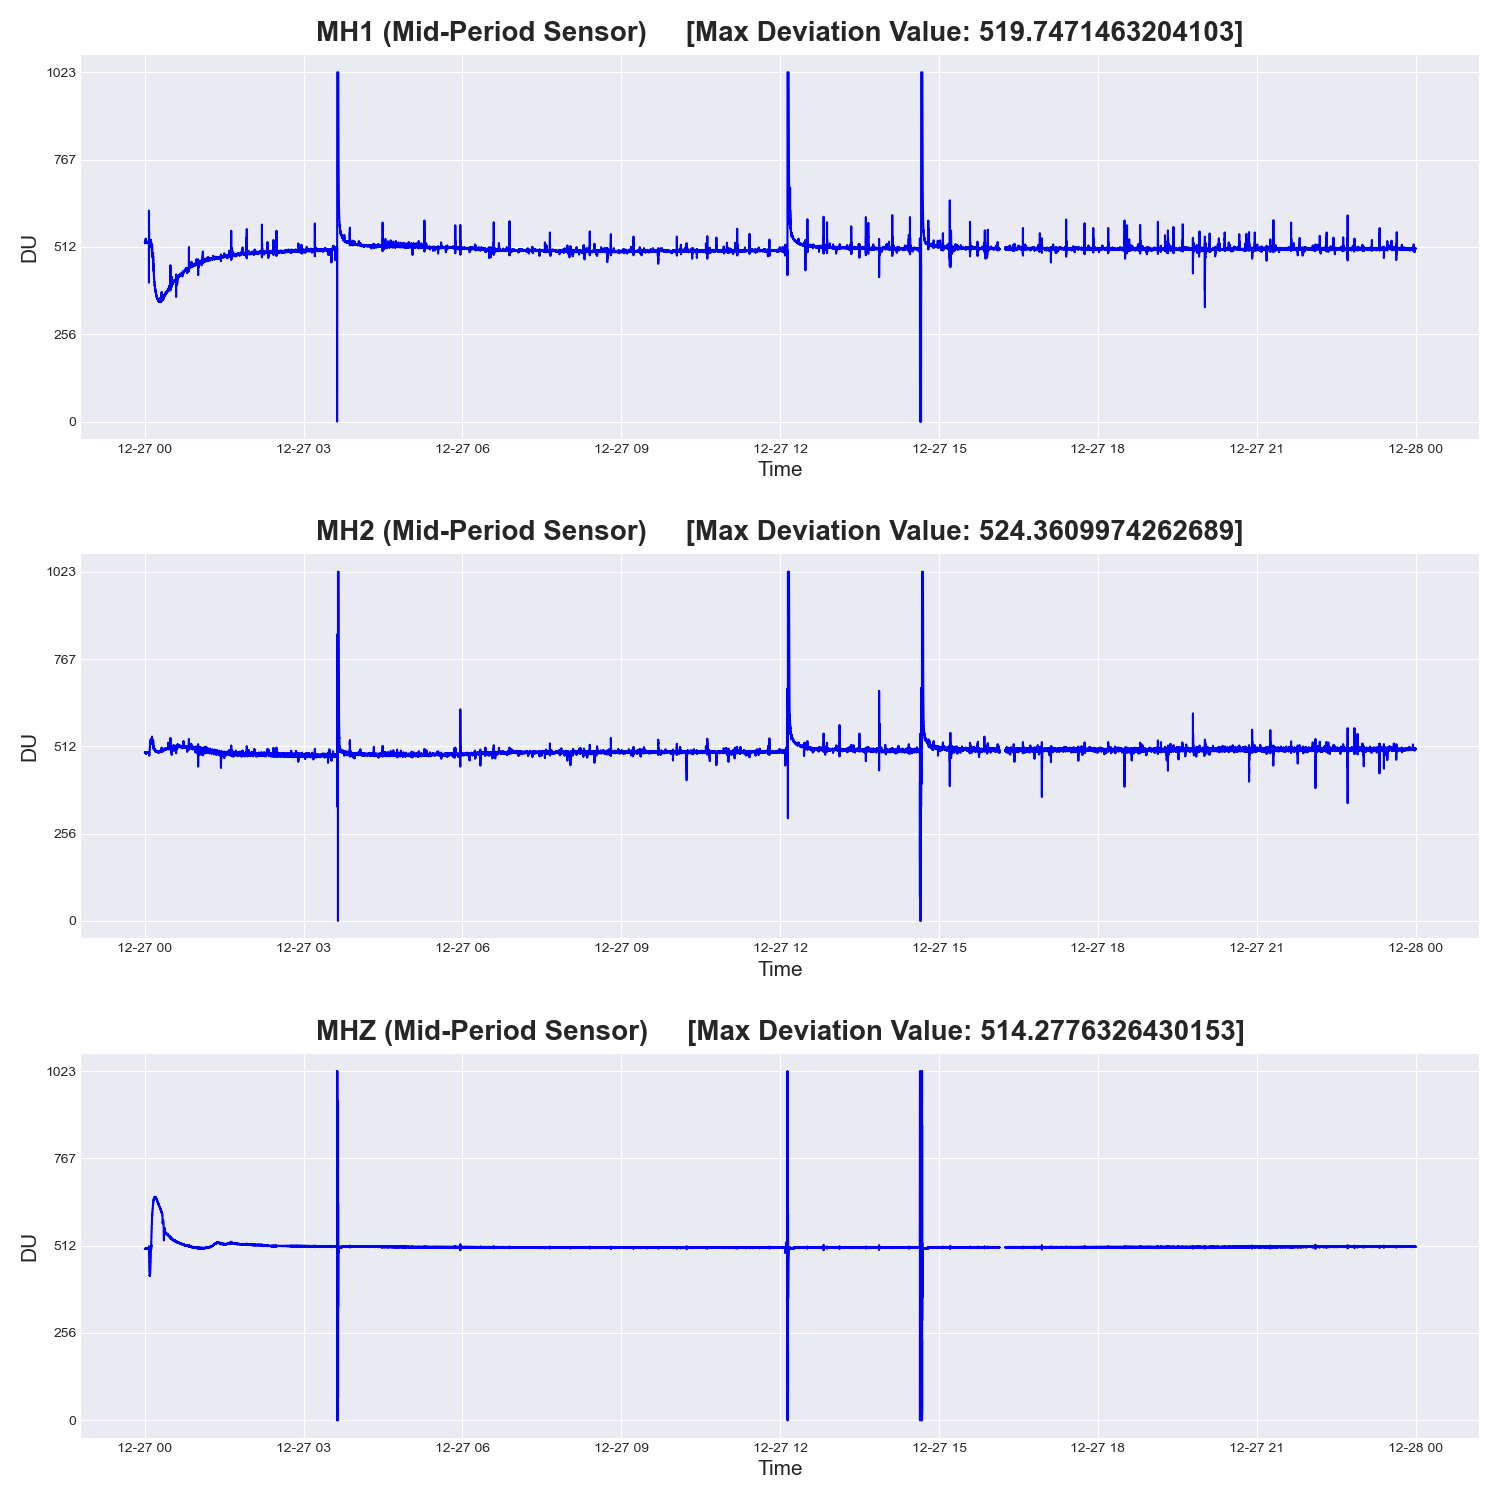 MH1 (Mid-Period Sensor) [Max Deviation Value: 519.7471463204103]
1023
767
512
256
0
DU
12-27 00 12-27 03 12-27 06 12-27 09 12-27 12 12-27 15 12-27 18 12-27 21 12-28 00
Time
MH2 (Mid-Period Sensor) [Max Deviation Value: 524.3609974262689]
1023
767
512
256
0
DU
12-27 00 12-27 03 12-27 06 12-27 09 12-27 12 12-27 15 12-27 18 12-27 21 12-28 00
Time
MHZ (Mid-Period Sensor) [Max Deviation Value: 514.2776326430153]
1023
767
512
256
0
DU
12-27 00 12-27 03 12-27 06 12-27 09 12-27 12 12-27 15 12-27 18 12-27 21 12-28 00
Time